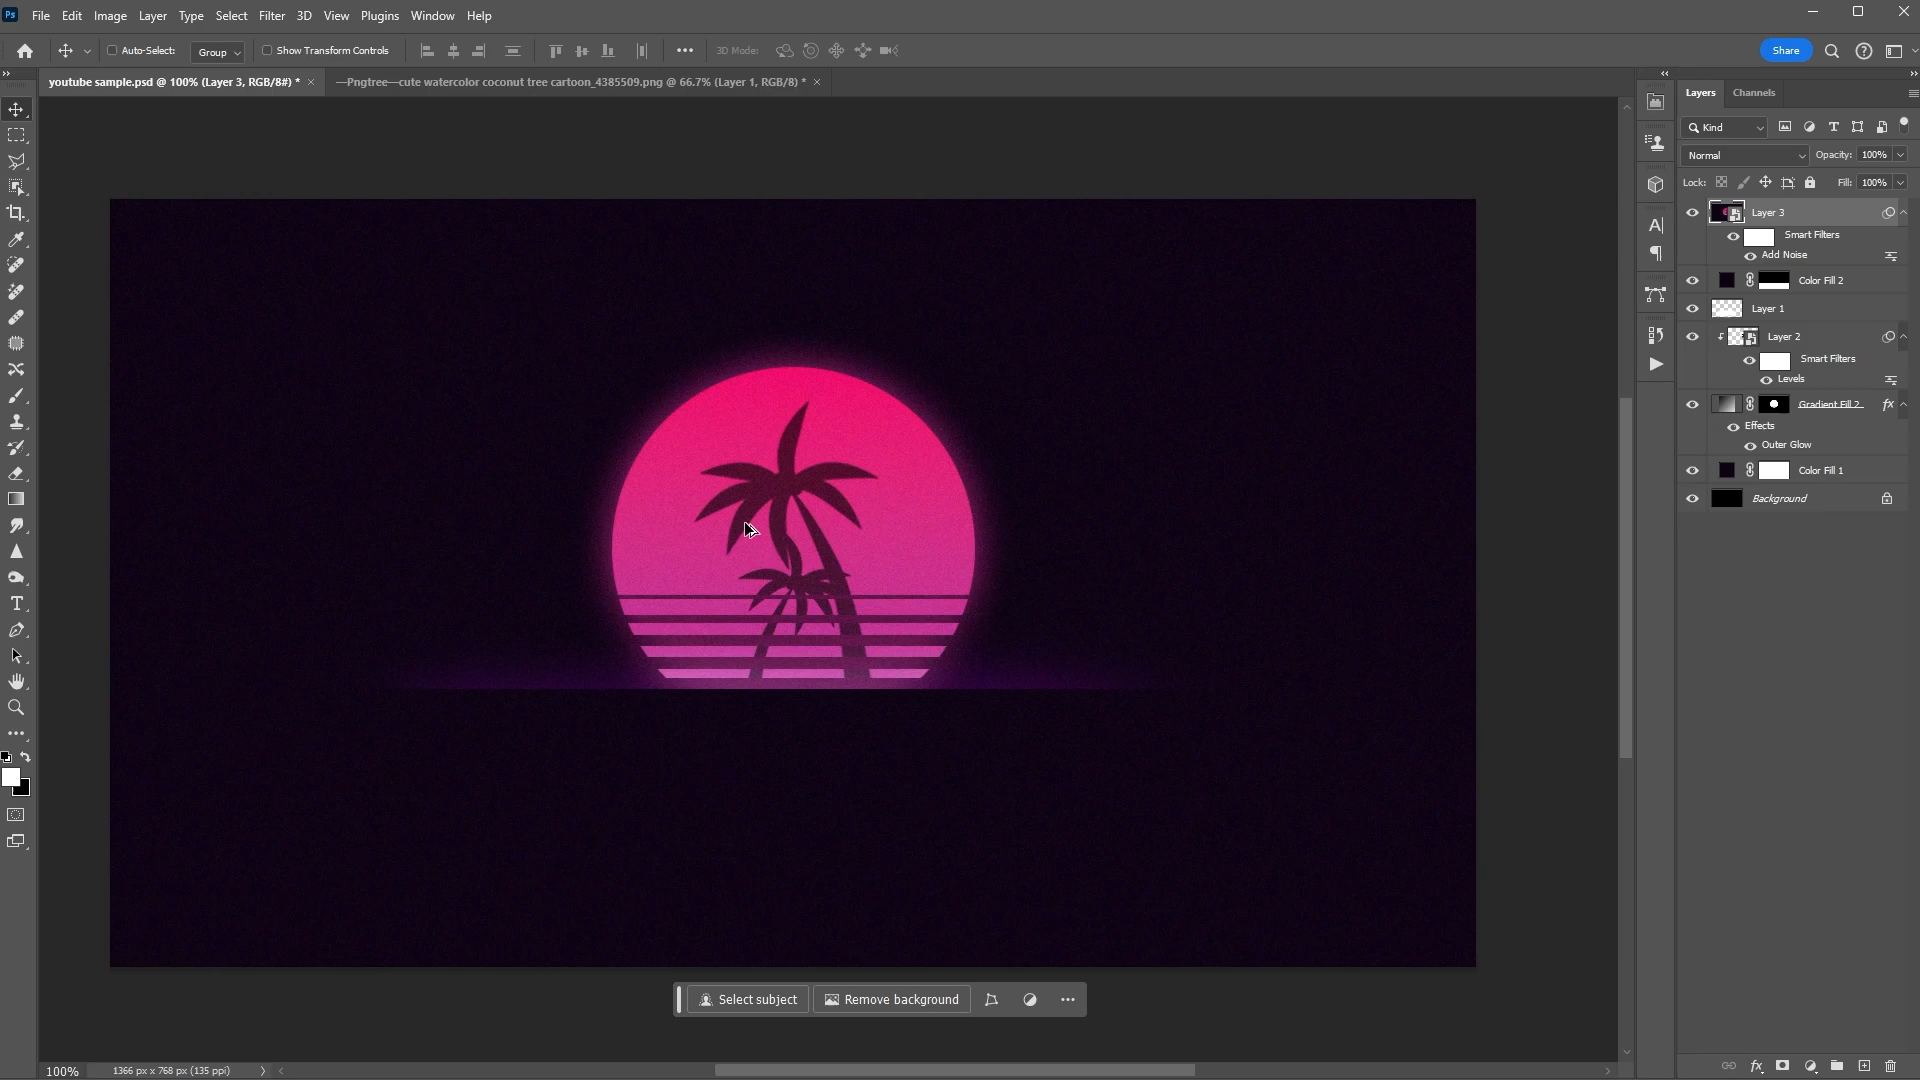 Ps File Edit Image Layer Type Select Filter 3D View Plugins Window Help
Auto-Select: Group Show Transform Controls 3D Mode: Share
youtube sample.psd @ 100% (Layer 3, RGB/8#) * × —Pngtree—cute watercolor coconut tree cartoon_4385509.png @ 66.7% (Layer 1, RGB/8) * ×
Layers Channels
Kind
Normal Opacity: 100%
Lock: Fill: 100%
Layer 3
Smart Filters
Add Noise
Color Fill 2
Layer 1
Layer 2
Smart Filters
Levels
Gradient Fill 2 fx
Effects
Outer Glow
Color Fill 1
Background
Select subject Remove background
100% 1366 px x 768 px (135 ppi)